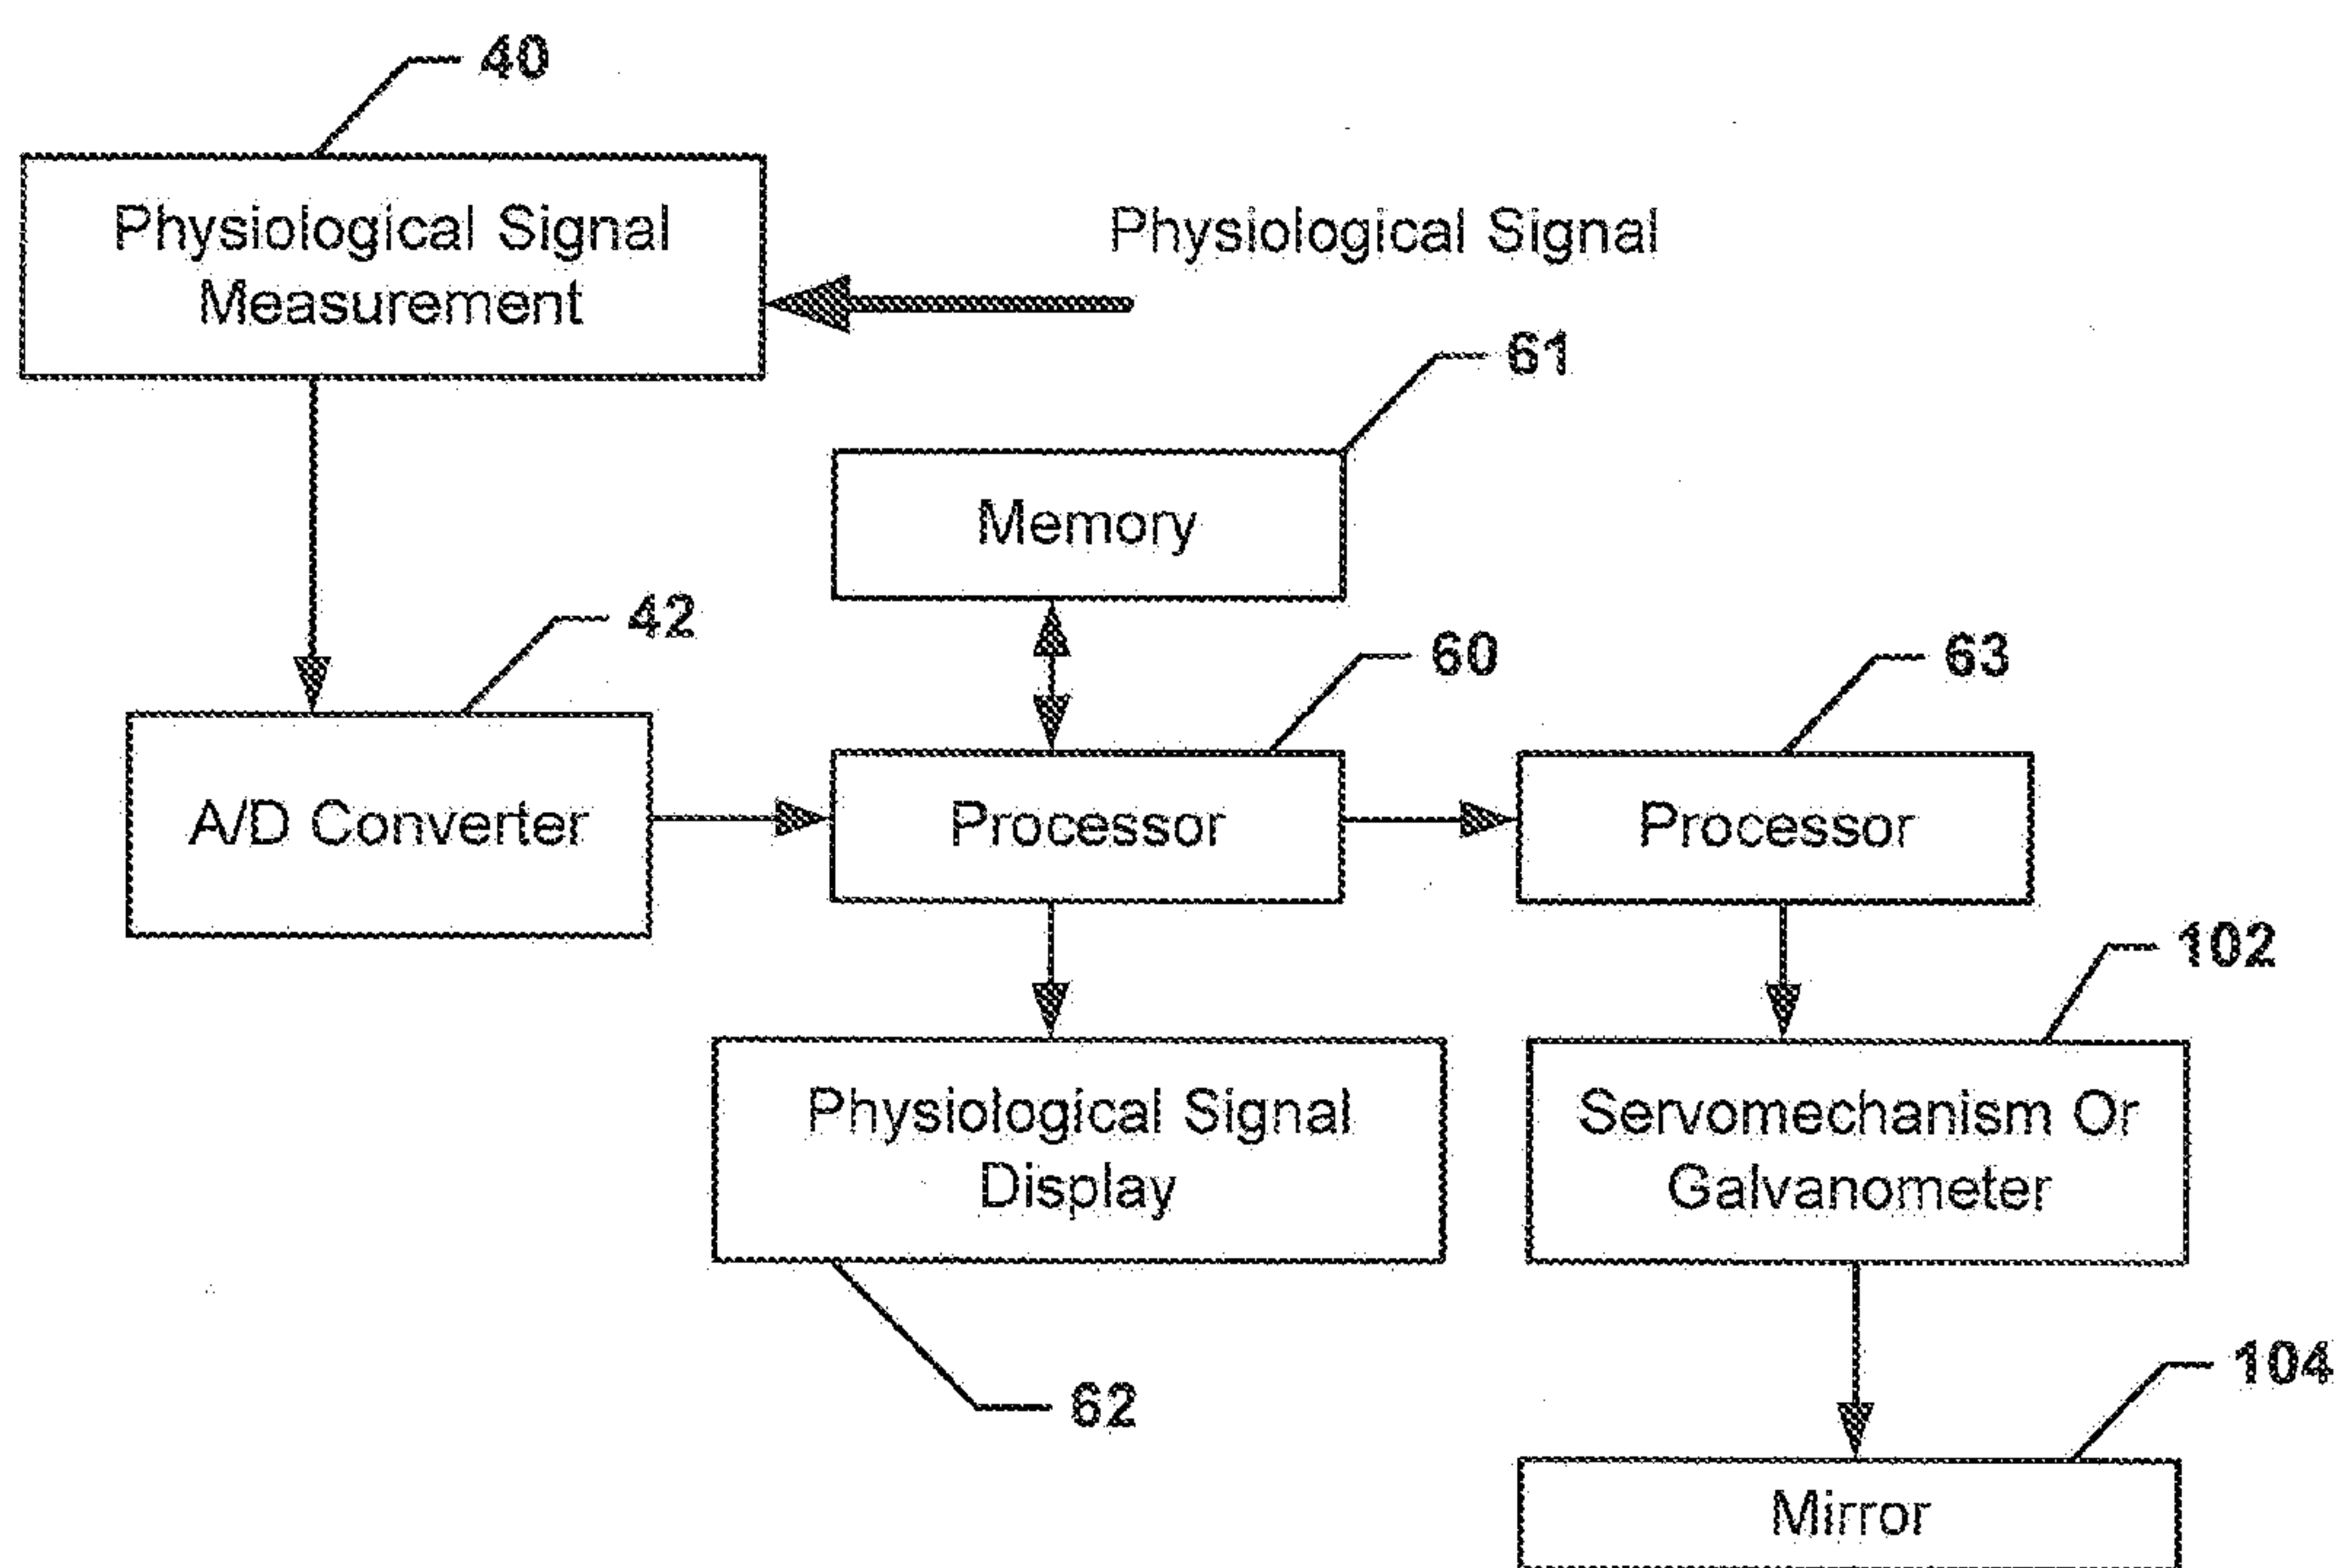 40
Physiological Signal
Measurement
Physiological Signal
61
Memory
42
60
63
A/D Converter
Processor
Processor
102
Physiological Signal
Display
Servomechanism Or
Galvanometer
62
104
Mirror